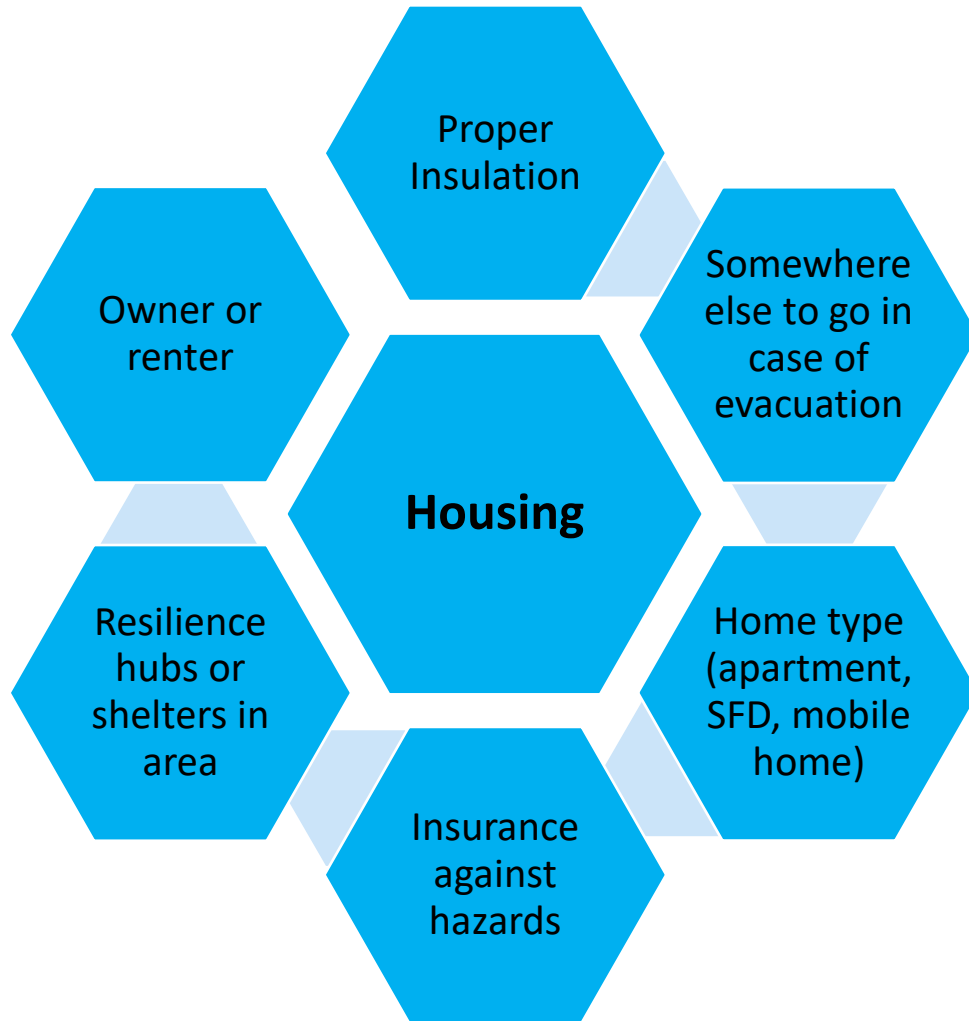 Proper
Insulation
Somewhere
else to go in
case of
evacuation
Home type
(apartment,
SFD, mobile
home)
Insurance
against
hazards
Resilience
hubs or
shelters in
area
Owner or
renter
Housing